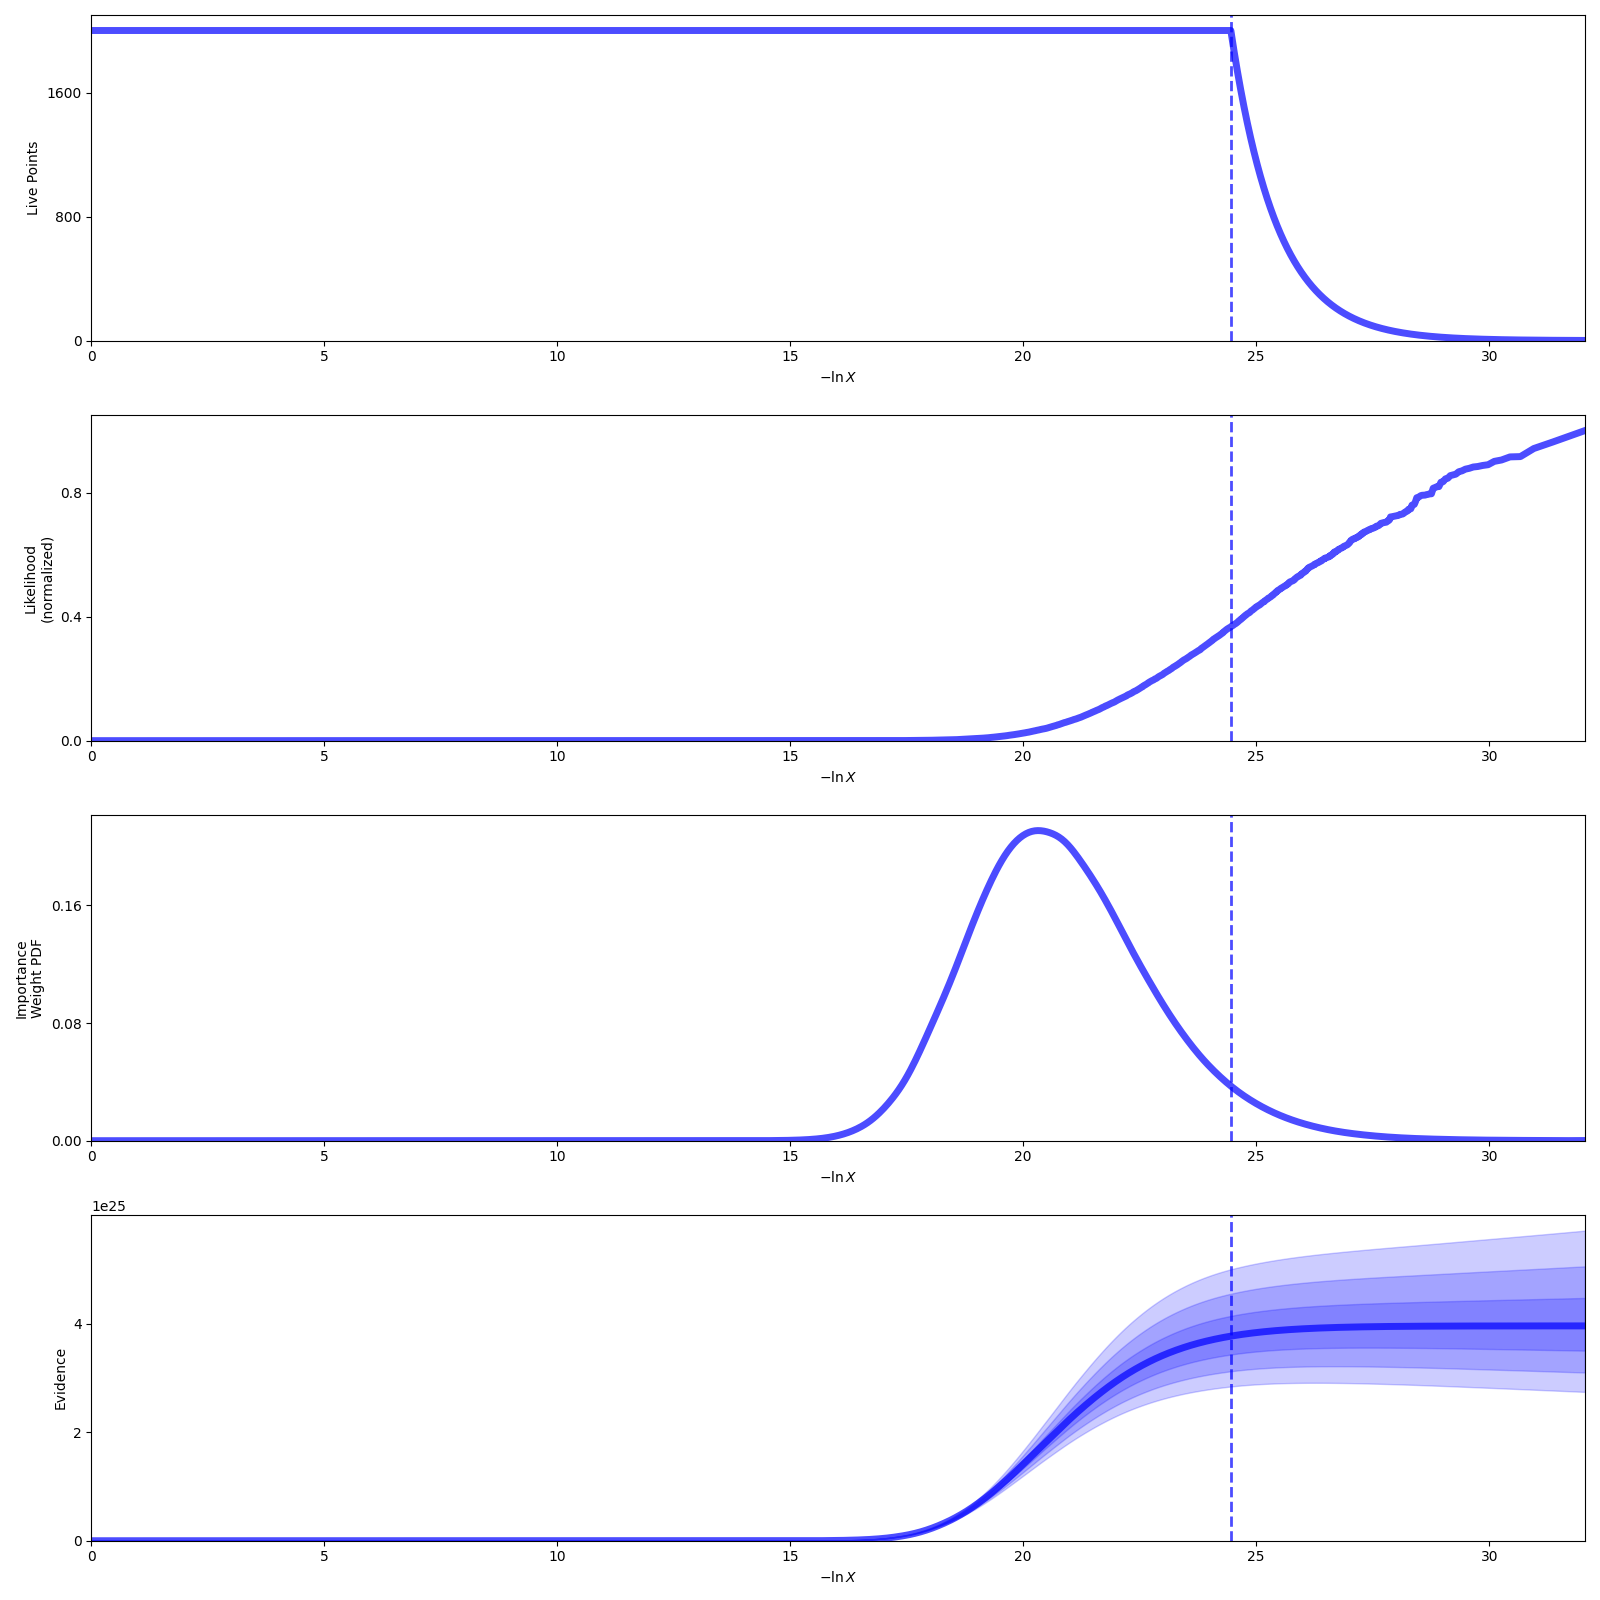 1600
800
0
Live Points
0 5 10 15 20 25 30
−ln X
0.8
0.4
0.0
Likelihood
(normalized)
0 5 10 15 20 25 30
−ln X
0.16
0.08
0.00
Importance
Weight PDF
0 5 10 15 20 25 30
−ln X
1e25
4
2
0
Evidence
0 5 10 15 20 25 30
−ln X